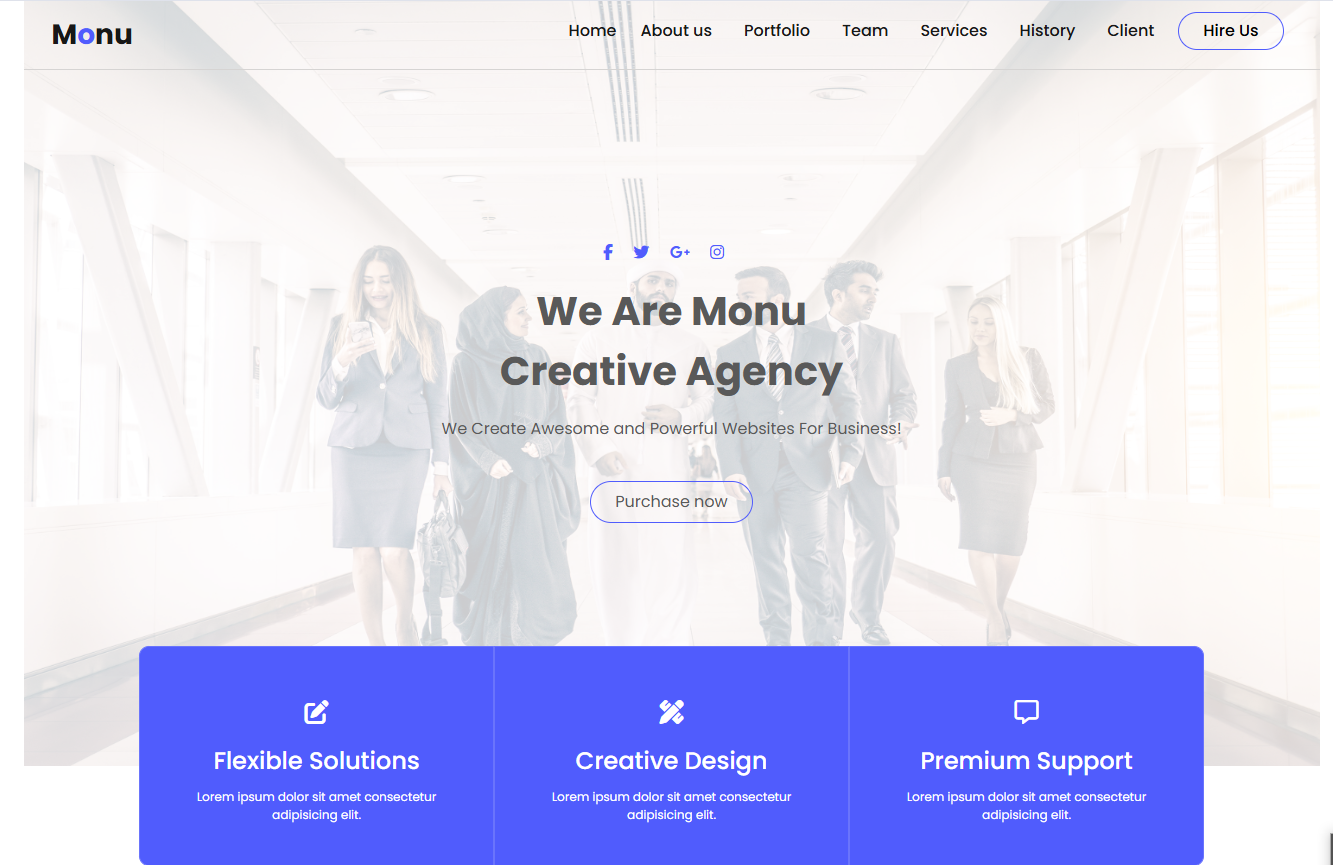 Monu
Home About us Portfolio Team Services History Client Hire Us
We Are Monu
Creative Agency
We Create Awesome and Powerful Websites For Business!
Purchase now
Flexible Solutions
Lorem ipsum dolor sit amet consectetur
adipisicing elit.
Creative Design
Lorem ipsum dolor sit amet consectetur
adipisicing elit.
Premium Support
Lorem ipsum dolor sit amet consectetur
adipisicing elit.